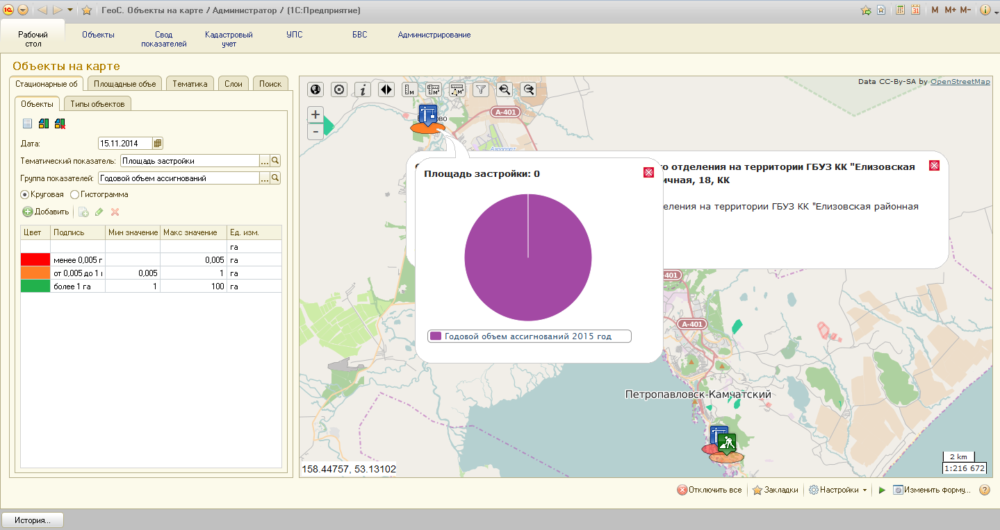 ГеоС. Объекты на карте / Администратор / (1С:Предприятие)
M M+ M-
Рабочий стол
Объекты
Свод показателей
Кадастровый учет
УПС
БВС
Администрирование
Объекты на карте
Стационарные об
Площадные объе
Тематика
Слои
Поиск
Объекты
Типы объектов
Дата: 15.11.2014
Тематический показатель: Площадь застройки
Группа показателей: Годовой объем ассигнований
Круговая Гистограмма
Добавить
Цвет Подпись Мин значение Макс значение Ед. изм.
га
менее 0,005 г 0,005 га
от 0,005 до 1 0,005 1 га
более 1 га 1 100 га
Data CC-By-SA by OpenStreetMap
+
-
A-401
Аэропорт
го отделения на территории ГБУЗ КК "Елизовская
ичная, 18, КК
деления на территории ГБУЗ КК "Елизовская районная
Площадь застройки: 0
Годовой объем ассигнований 2015 год
401
A-401
Петропавловск-Камчатский
158.44757, 53.13102
2 km
1:216 672
Отключить все
Закладки
Настройки
Изменить форму...
История...